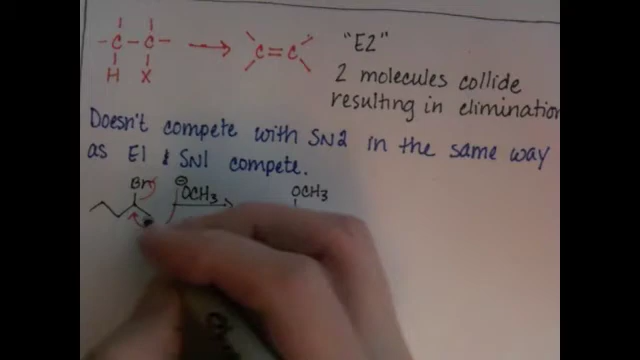 - C - C -
H X
C = C
"E2"
2 molecules collide
resulting in elimination
Doesn't compete with SN2 in the same way
as E1 & SN1 compete.
Br
⊖
OCH3
OCH3